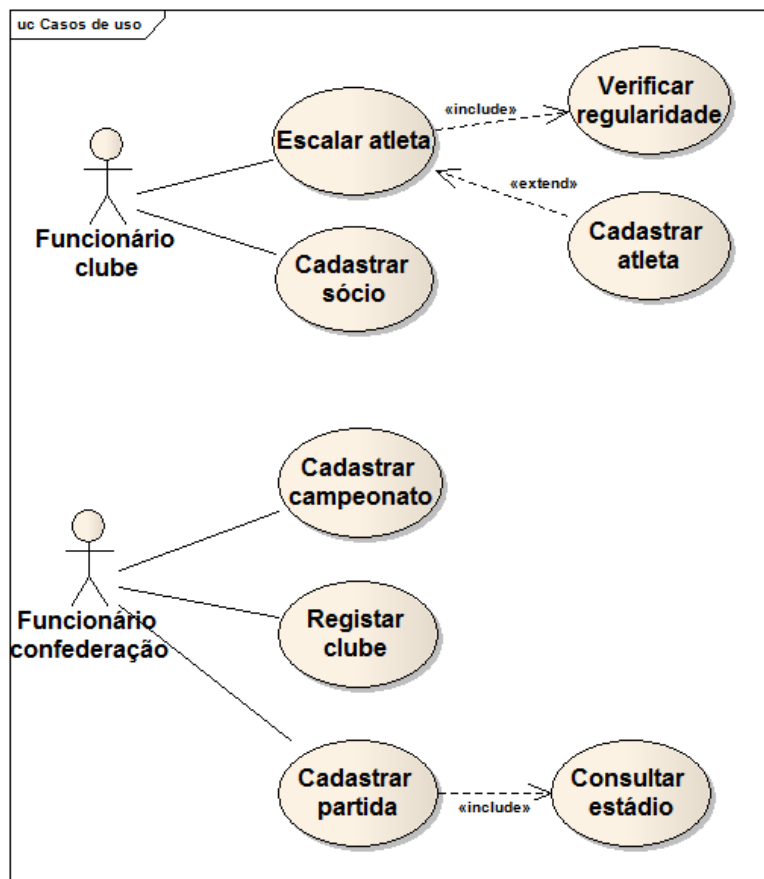 uc Casos de uso
Verificar
regularidade
«include»
Escalar atleta
«extend»
Cadastrar
atleta
Funcionário
clube
Cadastrar
sócio
Cadastrar
campeonato
Funcionário
confederação
Registar
clube
Cadastrar
partida
«include»
Consultar
estádio